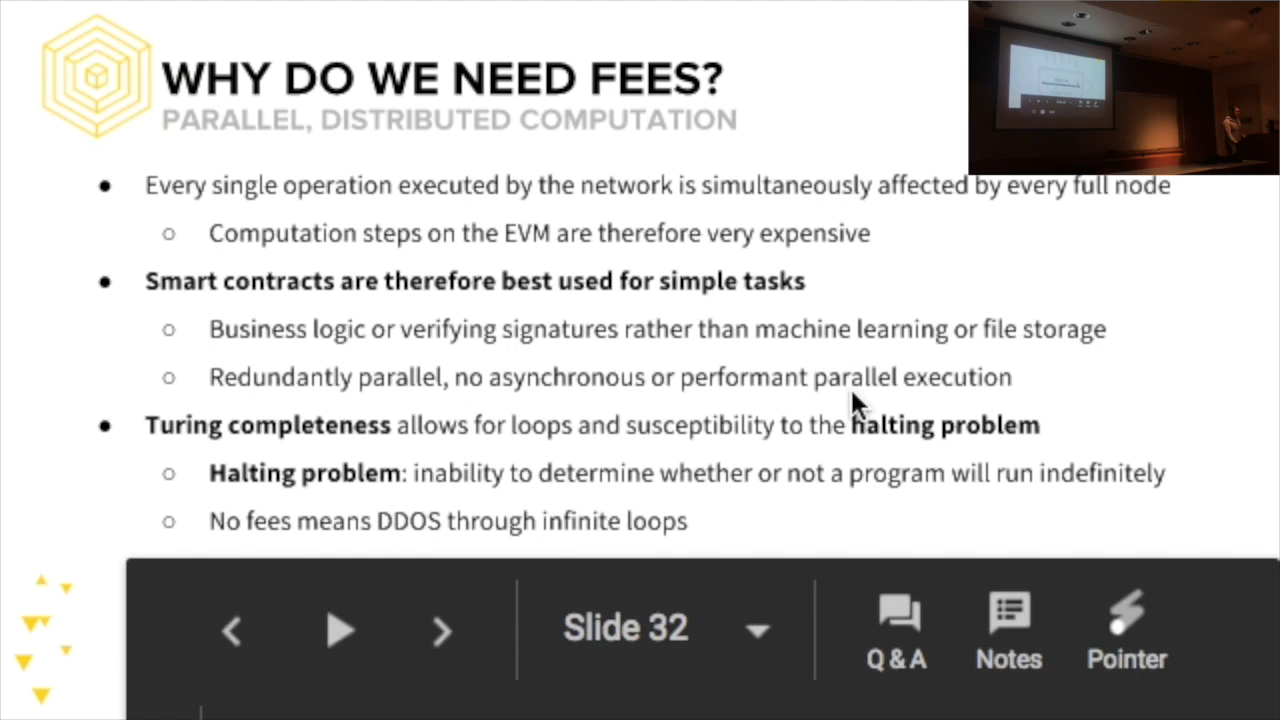 WHY DO WE NEED FEES?
PARALLEL, DISTRIBUTED COMPUTATION
Every single operation executed by the network is simultaneously affected by every full node
Computation steps on the EVM are therefore very expensive
Smart contracts are therefore best used for simple tasks
Business logic or verifying signatures rather than machine learning or file storage
Redundantly parallel, no asynchronous or performant parallel execution
Turing completeness allows for loops and susceptibility to the halting problem
Halting problem: inability to determine whether or not a program will run indefinitely
No fees means DDOS through infinite loops
Slide 32
Q & A
Notes
Pointer